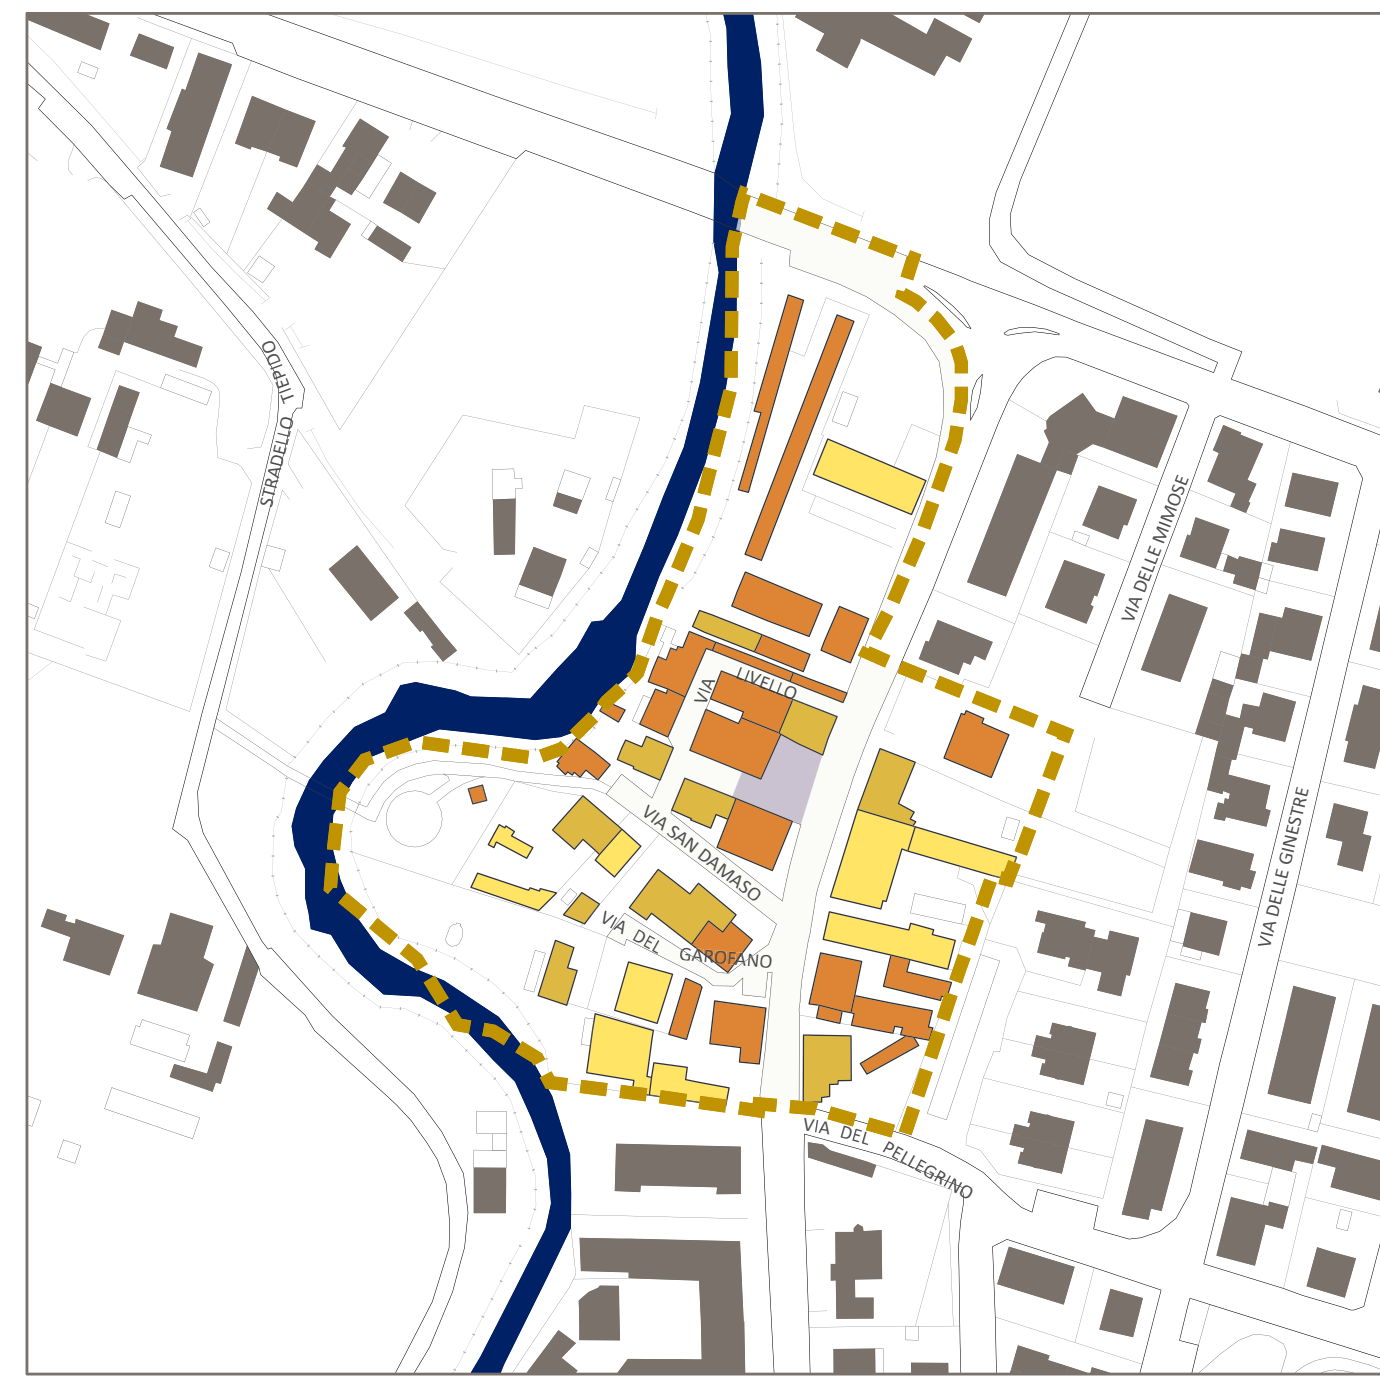 STRADELLO TIEPIDO
VIA DELLE MIMOSE
VIA LIVELLO
VIA SAN DAMASO
VIA DELLE GINESTRE
VIA DEL GAROFANO
VIA DEL PELLEGRINO